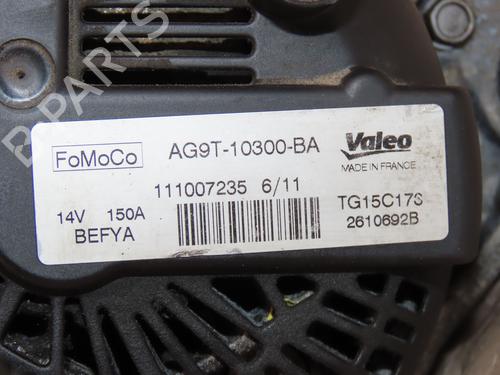 B PARTS
FoMoCo
AG9T-10300-BA
Valeo
MADE IN FRANCE
111007235 6/11
14V 150A
TG15C17S
BEFYA
2610692B